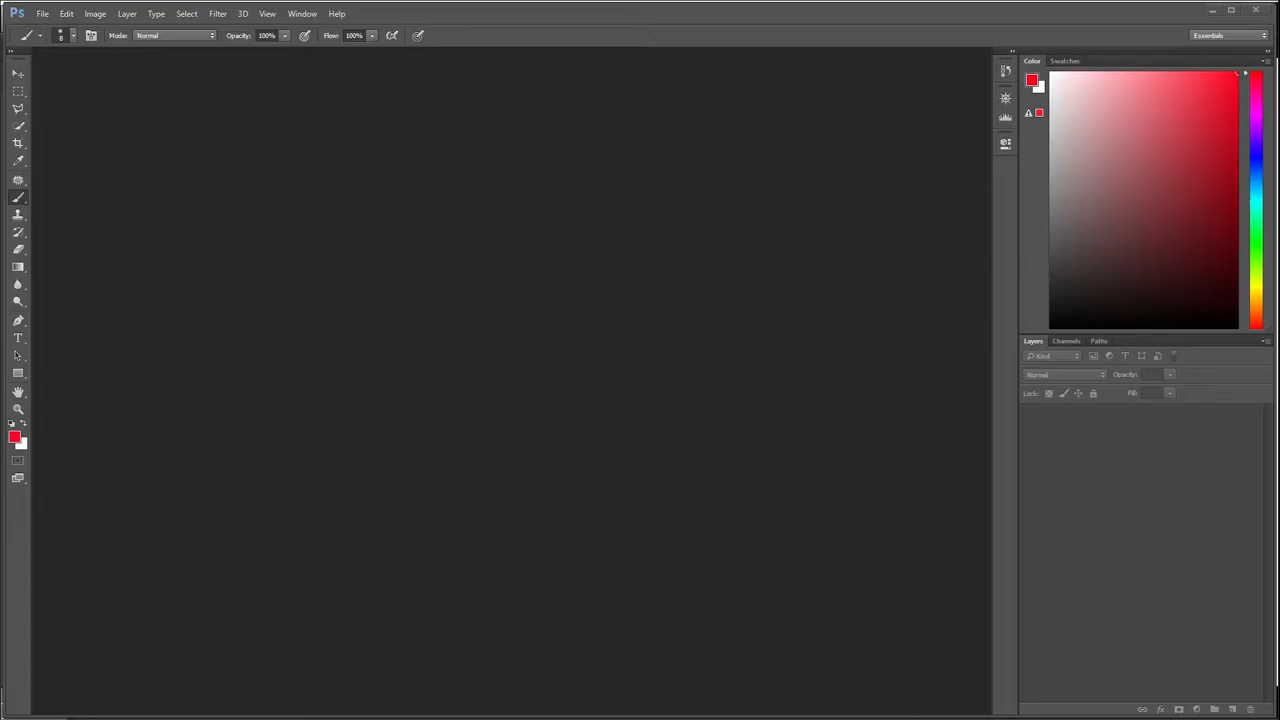 Ps File Edit Image Layer Type Select Filter 3D View Window Help
8 Mode: Normal Opacity: 100% Flow: 100% Essentials
Color Swatches
Layers Channels Paths
Kind
Normal Opacity:
Lock: Fill:
T